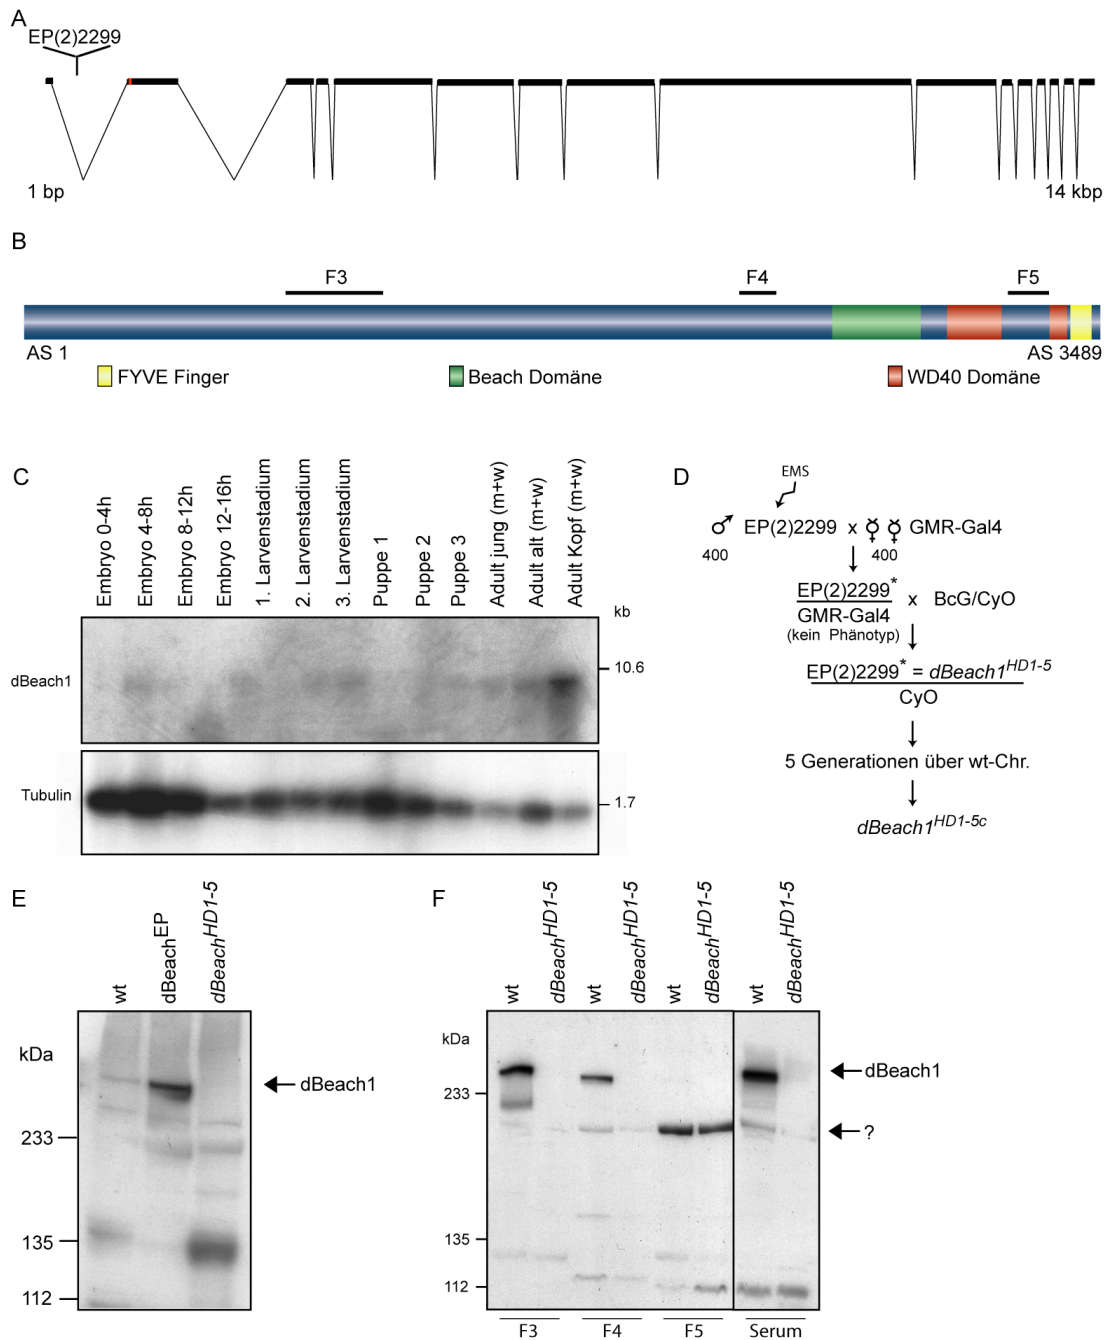 A
EP(2)2299
1 bp
14 kbp
B
F3
F4
F5
AS 1
AS 3489
FYVE Finger
Beach Domäne
WD40 Domäne
C
Embryo 0-4h
Embryo 4-8h
Embryo 8-12h
Embryo 12-16h
1. Larvenstadium
2. Larvenstadium
3. Larvenstadium
Puppe 1
Puppe 2
Puppe 3
Adult jung (m+w)
Adult alt (m+w)
Adult Kopf (m+w)
kb
dBeach1
10.6
Tubulin
1.7
D
EMS
♂ EP(2)2299 x ☿ ☿ GMR-Gal4
400
400
EP(2)2299* x BcG/CyO
GMR-Gal4
(kein Phänotyp)
EP(2)2299* = dBeach1HD1-5
CyO
5 Generationen über wt-Chr.
dBeach1HD1-5c
E
wt
dBeachEP
dBeachHD1-5
kDa
dBeach1
233
135
112
F
wt
dBeachHD1-5
wt
dBeachHD1-5
wt
dBeachHD1-5
wt
dBeachHD1-5
kDa
dBeach1
233
?
135
112
F3
F4
F5
Serum